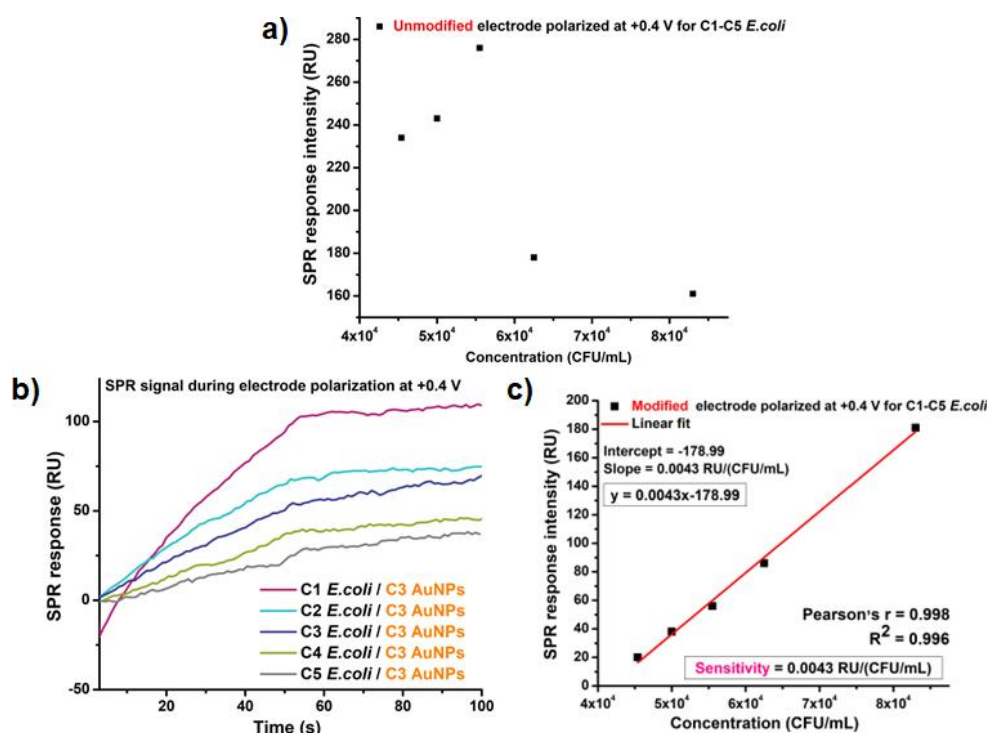 a)
Unmodified electrode polarized at +0.4 V for C1-C5 E.coli
SPR response intensity (RU)
280
260
240
220
200
180
160
4x10⁴
5x10⁴
6x10⁴
7x10⁴
8x10⁴
Concentration (CFU/mL)
b)
SPR signal during electrode polarization at +0.4 V
SPR response (RU)
100
50
0
-50
C1 E.coli / C3 AuNPs
C2 E.coli / C3 AuNPs
C3 E.coli / C3 AuNPs
C4 E.coli / C3 AuNPs
C5 E.coli / C3 AuNPs
20
40
60
80
100
Time (s)
c)
Modified electrode polarized at +0.4 V for C1-C5 E.coli
Linear fit
Intercept = -178.99
Slope = 0.0043 RU/(CFU/mL)
y = 0.0043x-178.99
SPR response intensity (RU)
200
180
160
140
120
100
80
60
40
20
0
Pearson's r = 0.998
R² = 0.996
Sensitivity = 0.0043 RU/(CFU/mL)
4x10⁴
5x10⁴
6x10⁴
7x10⁴
8x10⁴
Concentration (CFU/mL)